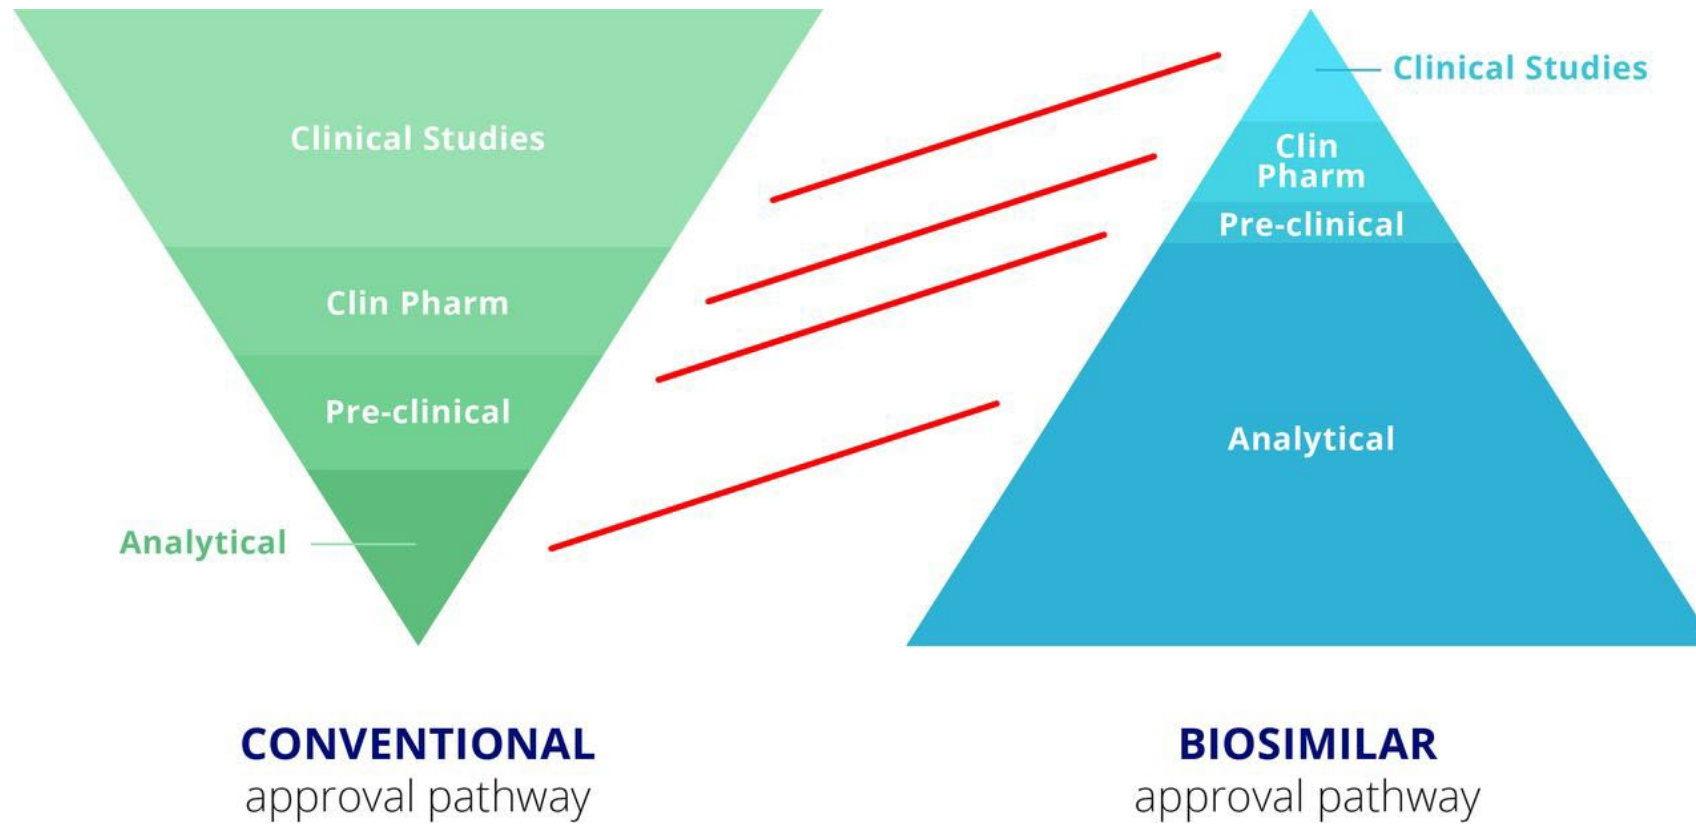 Clinical Studies
Clin Pharm
Pre-clinical
Analytical
CONVENTIONAL
approval pathway
Clinical Studies
Clin
Pharm
Pre-clinical
Analytical
BIOSIMILAR
approval pathway